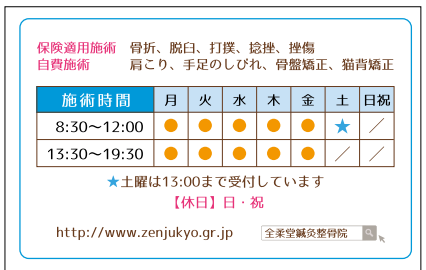 保険適用施術 骨折、脱臼、打撲、捻挫、挫傷
自費施術 肩こり、手足のしびれ、骨盤矯正、猫背矯正
施術時間 月 火 水 木 金 土 日祝
8:30〜12:00 ● ● ● ● ● ★ ／
13:30〜19:30 ● ● ● ● ● ／ ／
★土曜は13:00まで受付しています
【休日】日・祝
http://www.zenjukyo.gr.jp 全柔堂鍼灸整骨院